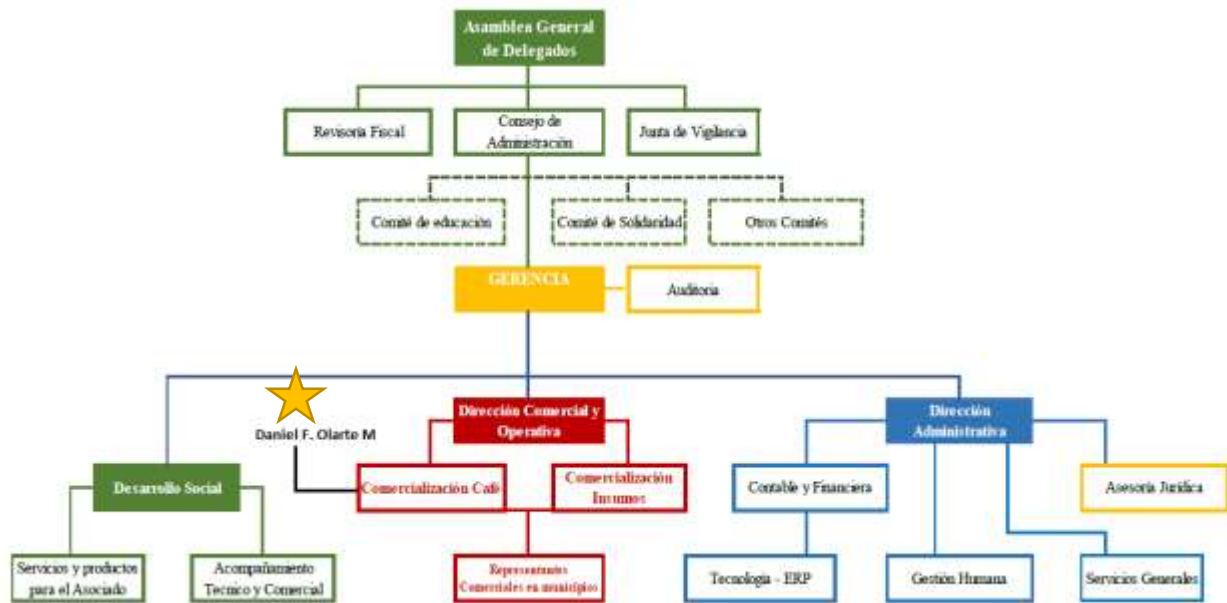 Asamblea General
de Delegados
Revisoría Fiscal
Consejo de
Administración
Junta de Vigilancia
Comité de educación
Comité de Solidaridad
Otros Comités
GERENCIA
Auditoria
Daniel F. Olarte M
Dirección Comercial y
Operativa
Dirección
Administrativa
Desarrollo Social
Comercialización Café
Comercialización
Insumos
Contable y Financiera
Asesoría Jurídica
Servicios y productos
para el Asociado
Acompañamiento
Tecnico y Comercial
Representantes
Comerciales en municipios
Tecnología - ERP
Gestión Humana
Servicios Generales